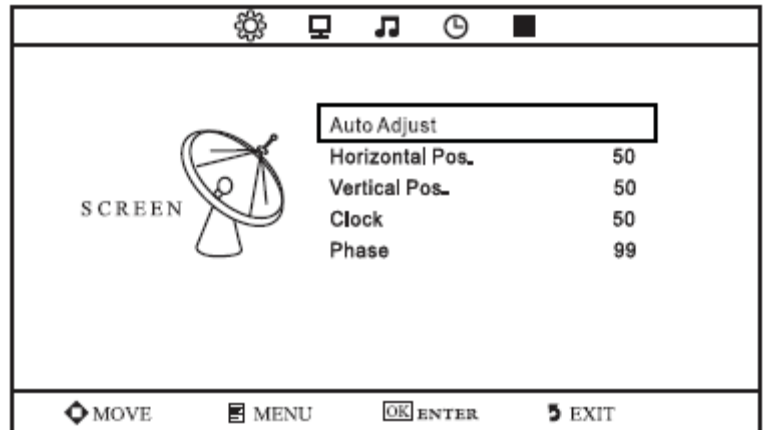 Auto Adjust
Horizontal Pos. 50
Vertical Pos. 50
SCREEN
Clock 50
Phase 99
MOVE MENU OK ENTER EXIT